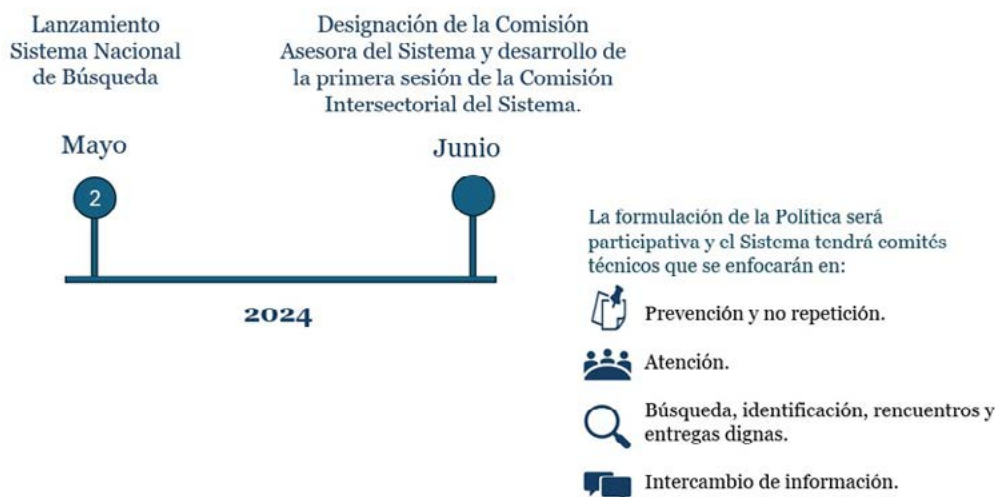 Lanzamiento
Sistema Nacional
de Búsqueda
Mayo
2
Designación de la Comisión
Asesora del Sistema y desarrollo de
la primera sesión de la Comisión
Intersectorial del Sistema.
Junio
2024
La formulación de la Política será
participativa y el Sistema tendrá comités
técnicos que se enfocarán en:
Prevención y no repetición.
Atención.
Búsqueda, identificación, rencuentros y
entregas dignas.
Intercambio de información.